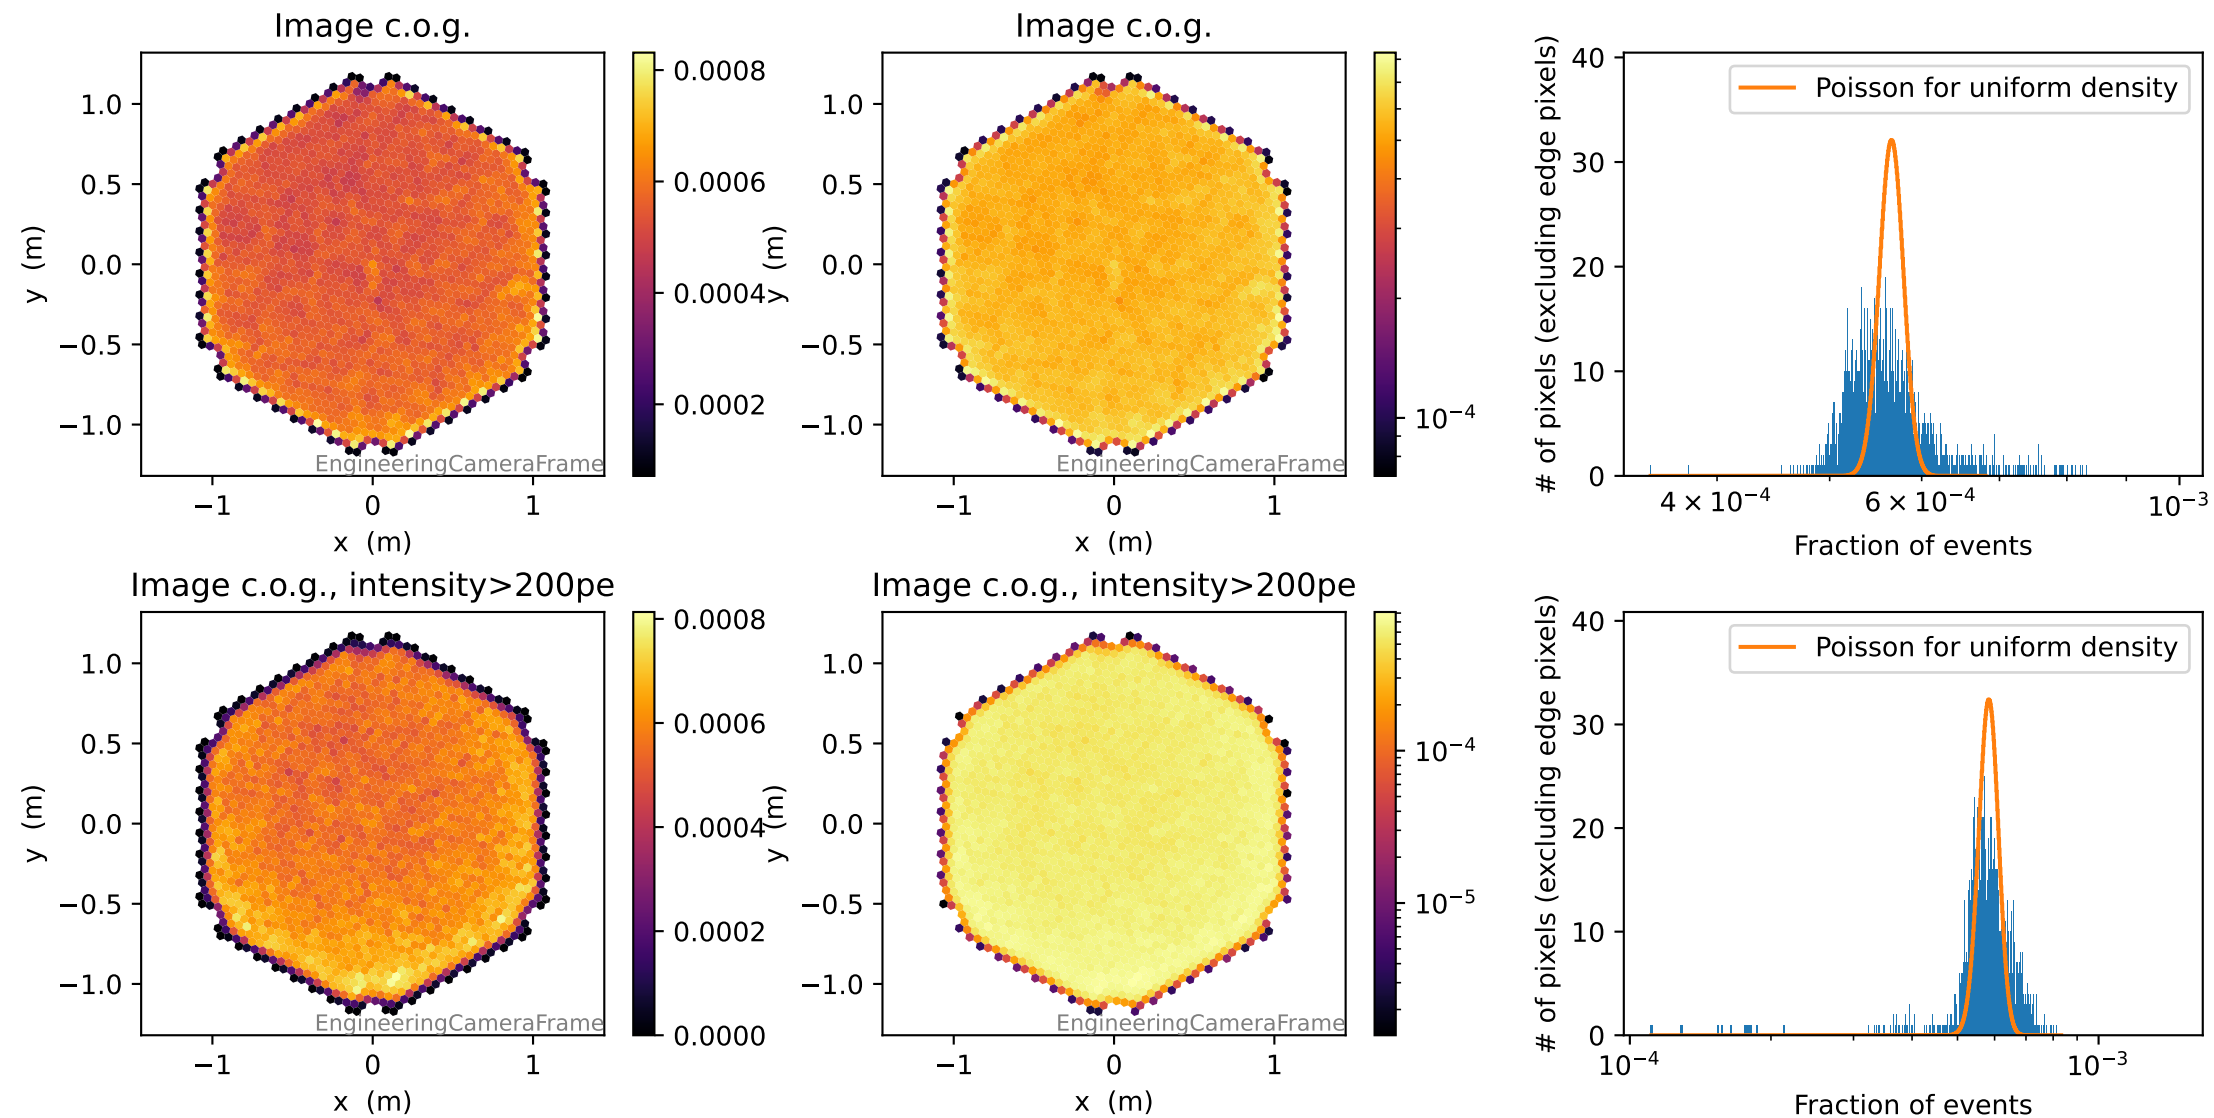 Image c.o.g.
1.0
0.5
0.0
−0.5
−1.0
y (m)
−1 0 1
x (m)
EngineeringCameraFrame
0.0008
0.0006
0.0004
0.0002
Image c.o.g.
1.0
0.5
0.0
−0.5
−1.0
y (m)
−1 0 1
x (m)
EngineeringCameraFrame
10⁻⁴
40
30
20
10
0
# of pixels (excluding edge pixels)
Poisson for uniform density
4 × 10⁻⁴ 6 × 10⁻⁴ 10⁻³
Fraction of events
Image c.o.g., intensity>200pe
1.0
0.5
0.0
−0.5
−1.0
y (m)
−1 0 1
x (m)
EngineeringCameraFrame
0.0008
0.0006
0.0004
0.0002
0.0000
Image c.o.g., intensity>200pe
1.0
0.5
0.0
−0.5
−1.0
y (m)
−1 0 1
x (m)
EngineeringCameraFrame
10⁻⁴
10⁻⁵
40
30
20
10
0
# of pixels (excluding edge pixels)
Poisson for uniform density
10⁻⁴ 10⁻³
Fraction of events